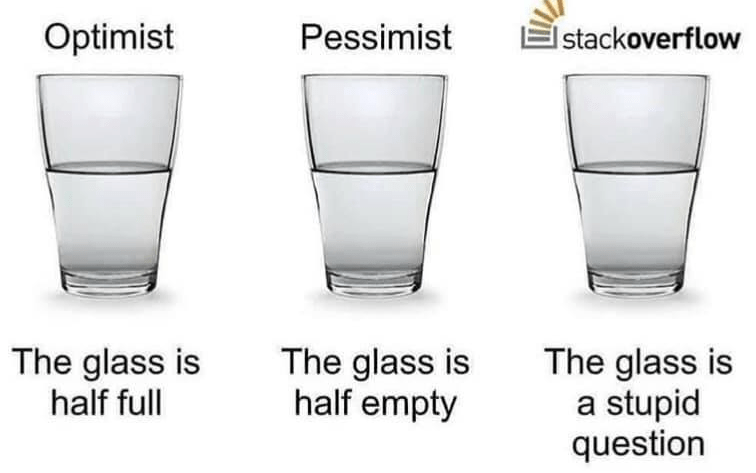 Optimist
Pessimist
stackoverflow
The glass is
half full
The glass is
half empty
The glass is
a stupid
question